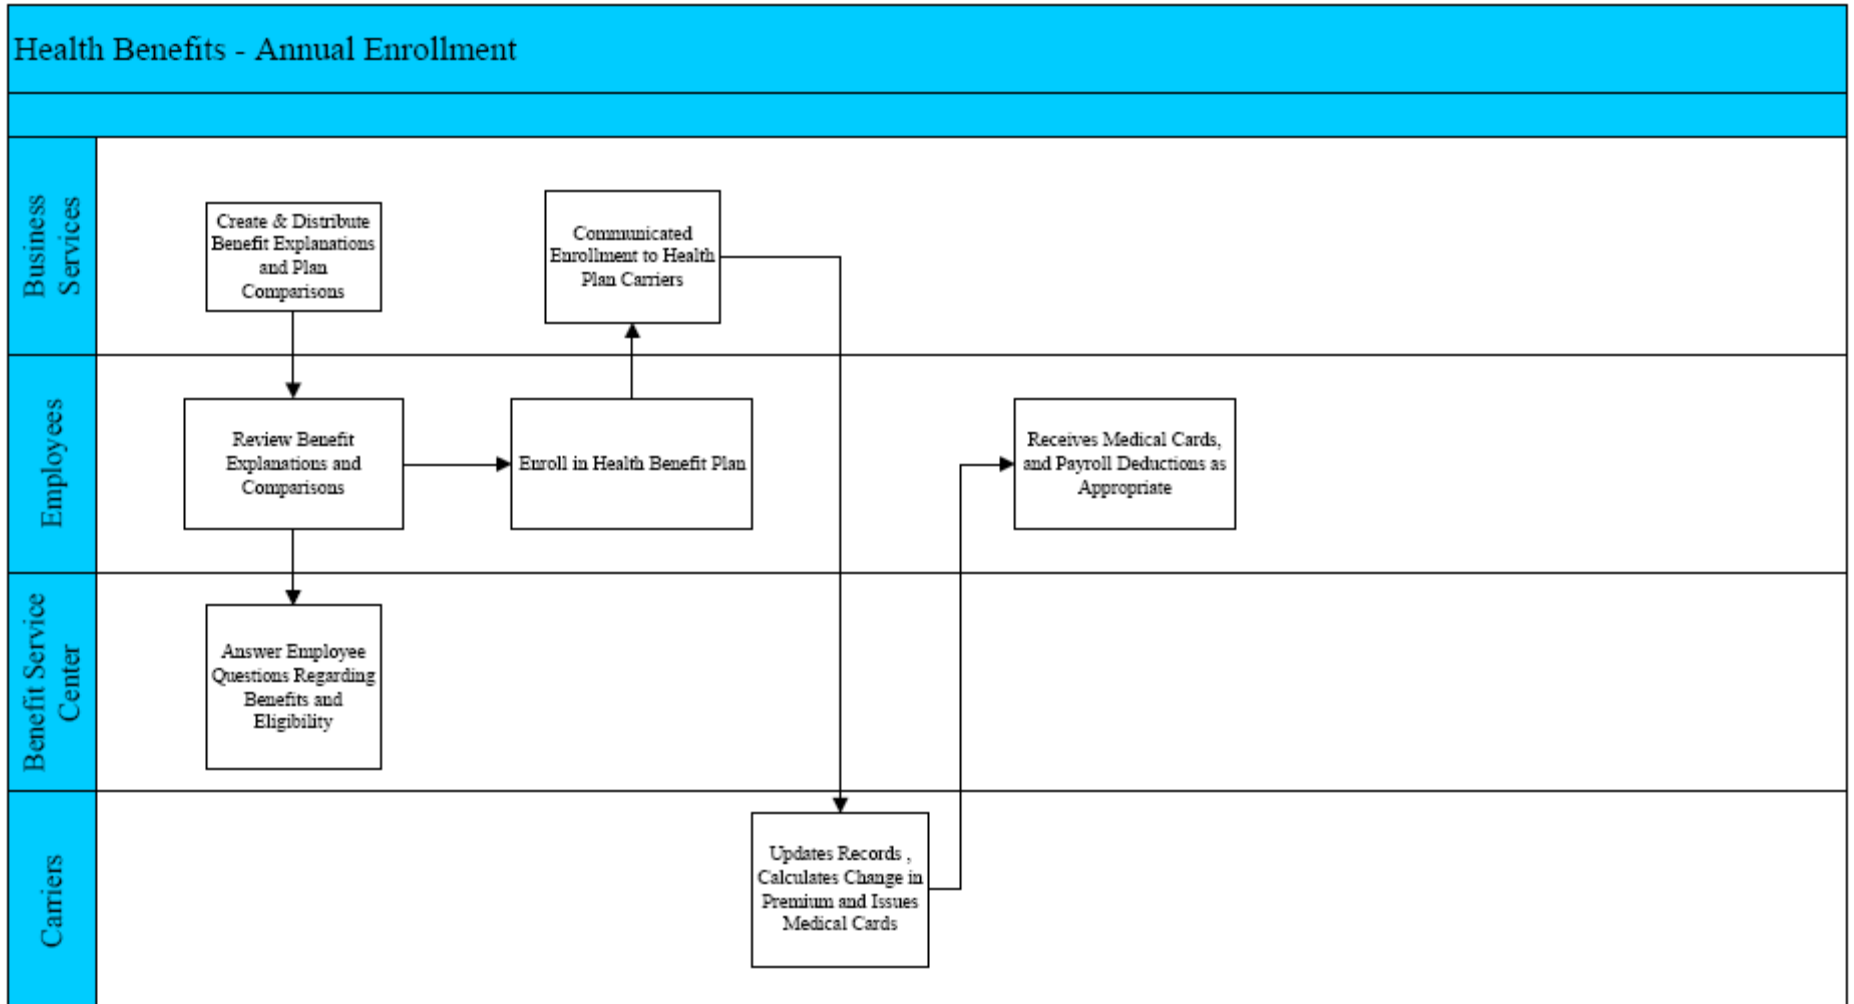 Health Benefits - Annual Enrollment
Business
Services
Create & Distribute
Benefit Explanations
and Plan
Comparisons
Communicated
Enrollment to Health
Plan Carriers
Employees
Review Benefit
Explanations and
Comparisons
Enroll in Health Benefit Plan
Receives Medical Cards,
and Payroll Deductions as
Appropriate
Benefit Service
Center
Answer Employee
Questions Regarding
Benefits and
Eligibility
Carriers
Updates Records ,
Calculates Change in
Premium and Issues
Medical Cards